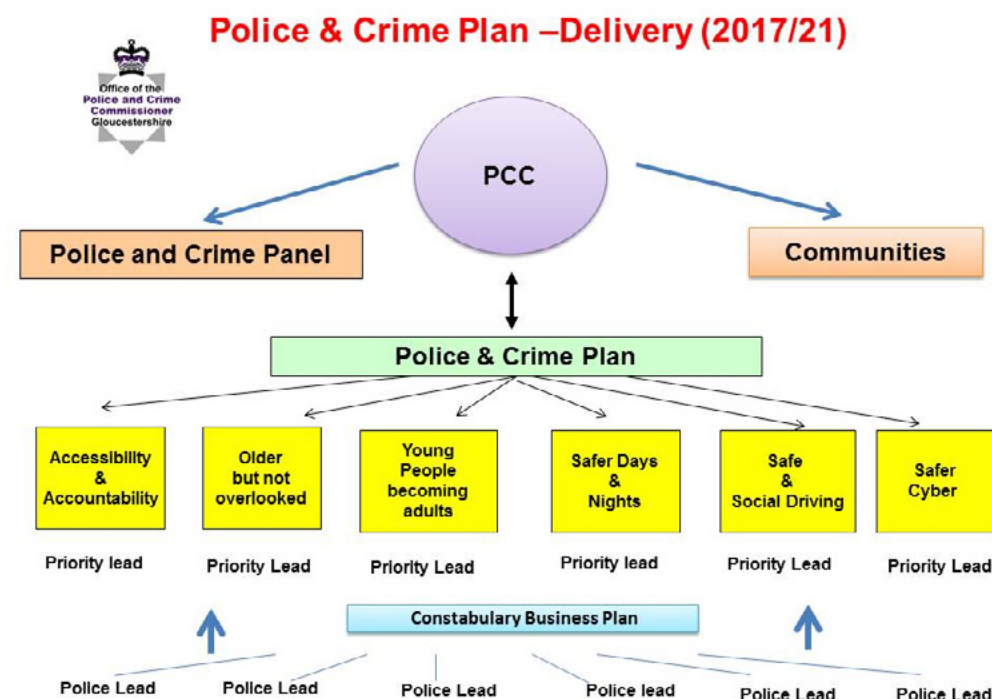 Police & Crime Plan –Delivery (2017/21)
Office of the
Police and Crime
Commissioner
Gloucestershire
PCC
Police and Crime Panel
Communities
Police & Crime Plan
Accessibility
&
Accountability
Older
but not
overlooked
Young
People
becoming
adults
Safer Days
&
Nights
Safe
&
Social Driving
Safer
Cyber
Priority lead
Priority Lead
Priority Lead
Priority lead
Priority Lead
Priority Lead
Constabulary Business Plan
Police Lead
Police Lead
Police Lead
Police lead
Police Lead
Police Lead